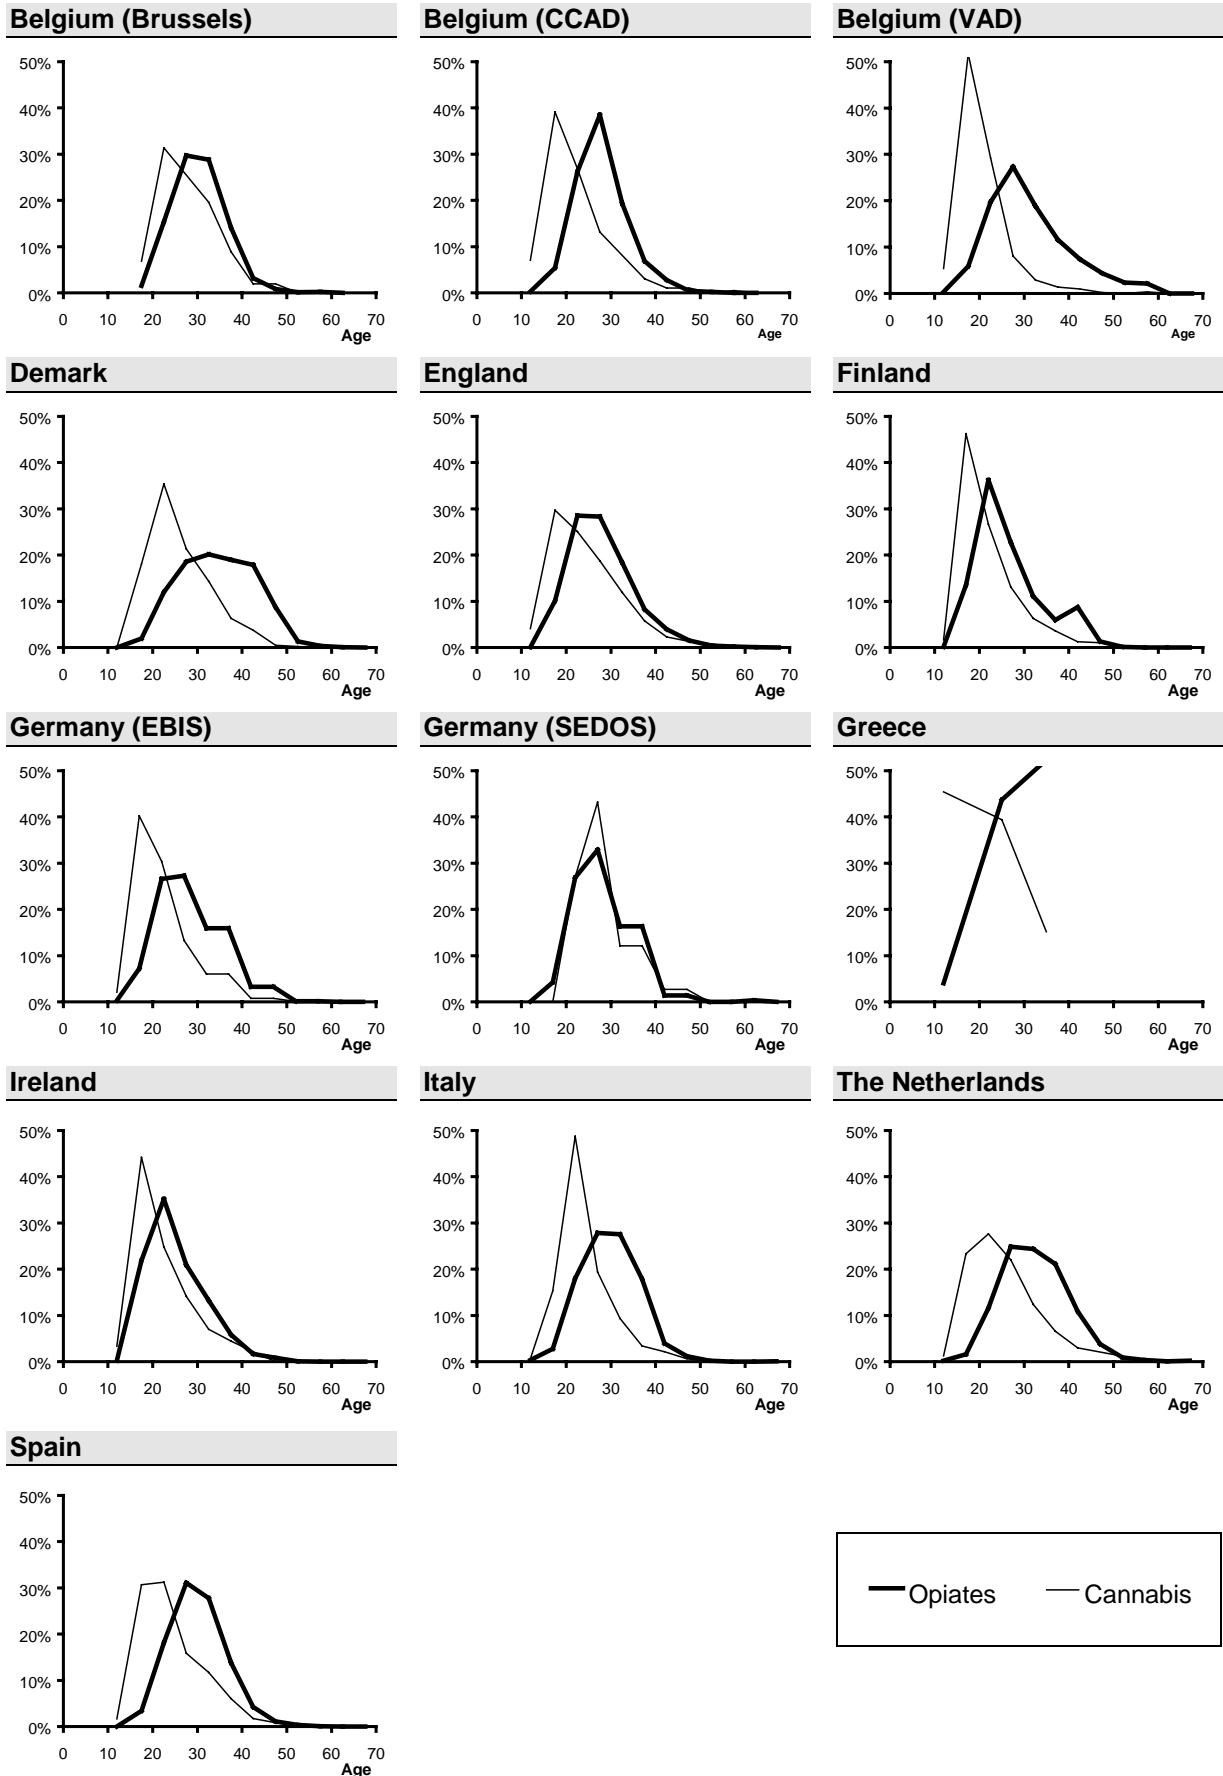 Belgium (Brussels)
Belgium (CCAD)
Belgium (VAD)
50%
40%
30%
20%
10%
0%
0 10 20 30 40 50 60 70
Age
50%
40%
30%
20%
10%
0%
0 10 20 30 40 50 60 70
Age
50%
40%
30%
20%
10%
0%
0 10 20 30 40 50 60 70
Age
Demark
England
Finland
50%
40%
30%
20%
10%
0%
0 10 20 30 40 50 60 70
Age
50%
40%
30%
20%
10%
0%
0 10 20 30 40 50 60 70
Age
50%
40%
30%
20%
10%
0%
0 10 20 30 40 50 60 70
Age
Germany (EBIS)
Germany (SEDOS)
Greece
50%
40%
30%
20%
10%
0%
0 10 20 30 40 50 60 70
Age
50%
40%
30%
20%
10%
0%
0 10 20 30 40 50 60 70
Age
50%
40%
30%
20%
10%
0%
0 10 20 30 40 50 60 70
Age
Ireland
Italy
The Netherlands
50%
40%
30%
20%
10%
0%
0 10 20 30 40 50 60 70
Age
50%
40%
30%
20%
10%
0%
0 10 20 30 40 50 60 70
Age
50%
40%
30%
20%
10%
0%
0 10 20 30 40 50 60 70
Age
Spain
50%
40%
30%
20%
10%
0%
0 10 20 30 40 50 60 70
Age
Opiates Cannabis